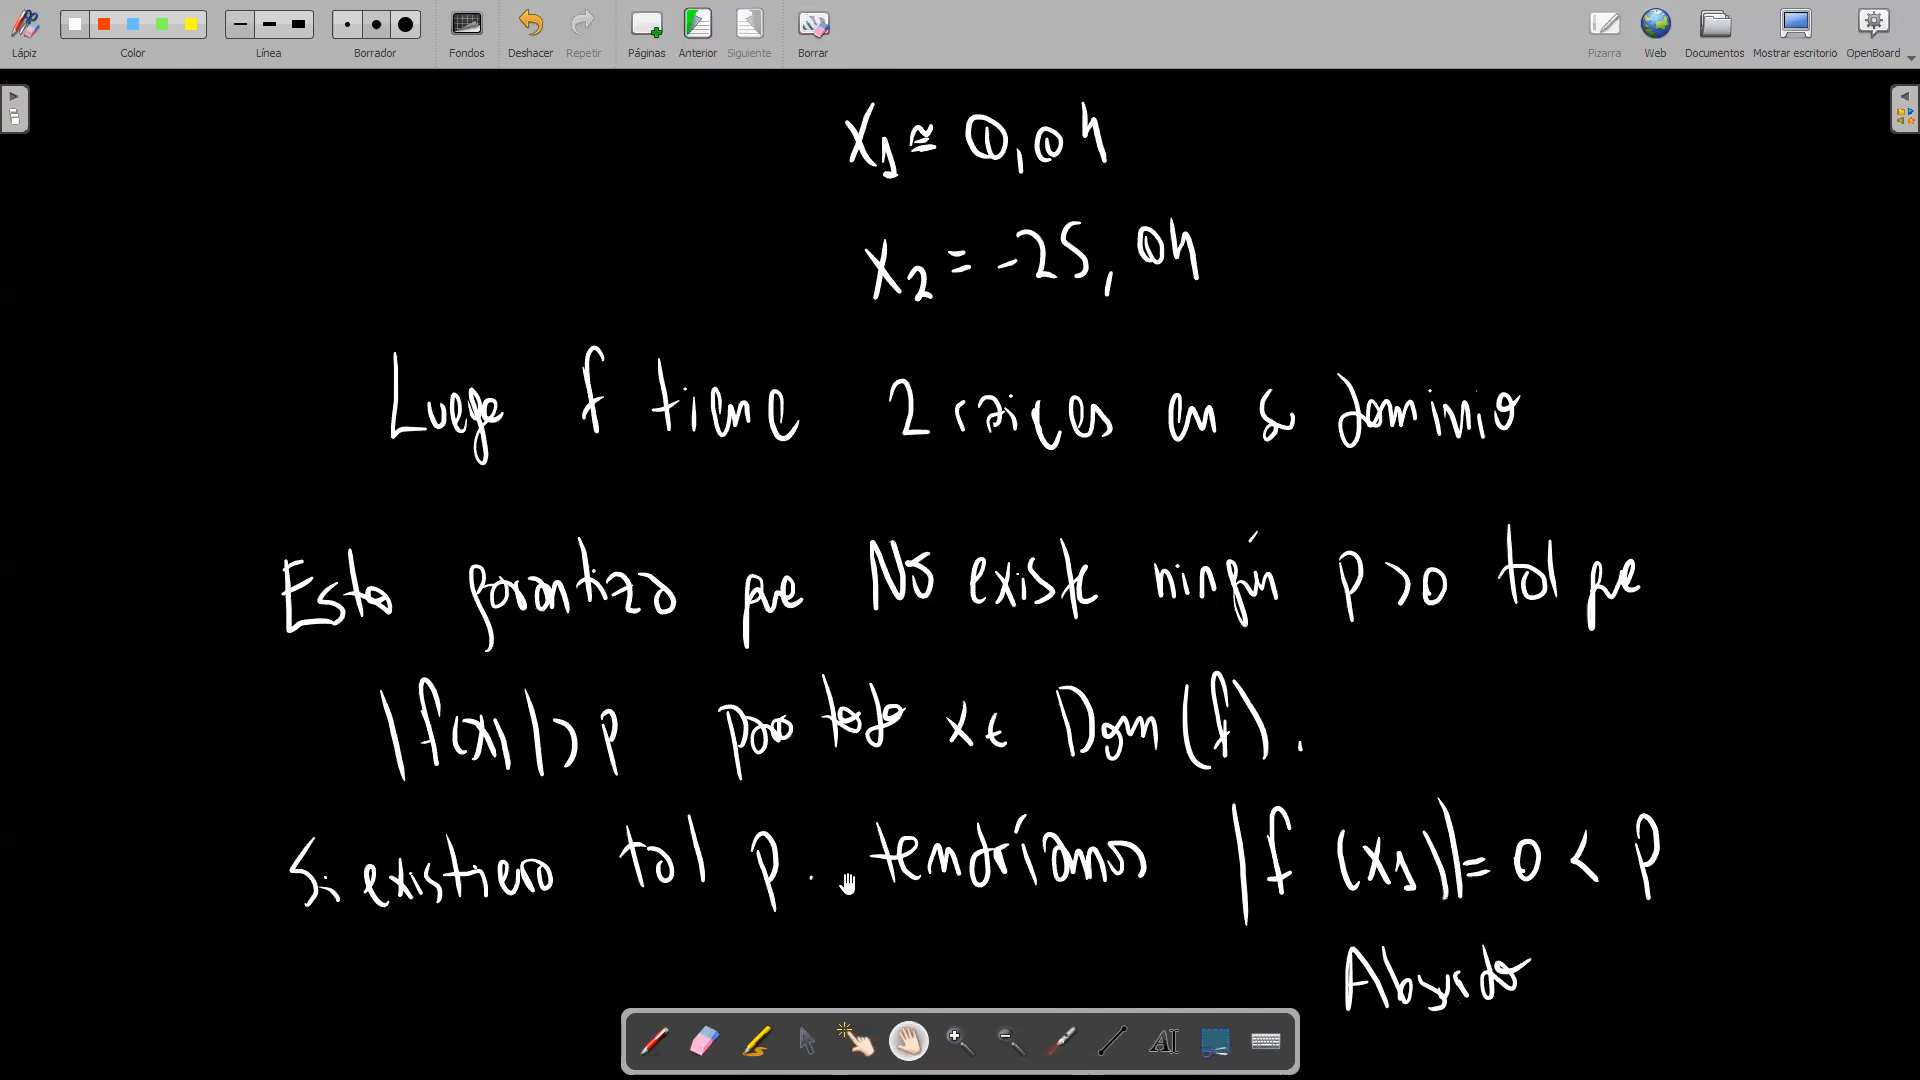 Lápiz Color Línea Borrador Fondos Deshacer Repetir Páginas Anterior Siguiente Borrar Pizarra Web Documentos Mostrar escritorio OpenBoard
x₁ ≅ 0,04
x₂ = -25,04
Luego f tiene 2 raices en su dominio
Esto garantiza que No existe ningún p>0 tal que
|f(x)|>p para todo x ∈ Dom(f).
Si existiera tal p. tendríamos |f(x₁)|=0 < p
Absurdo
AI